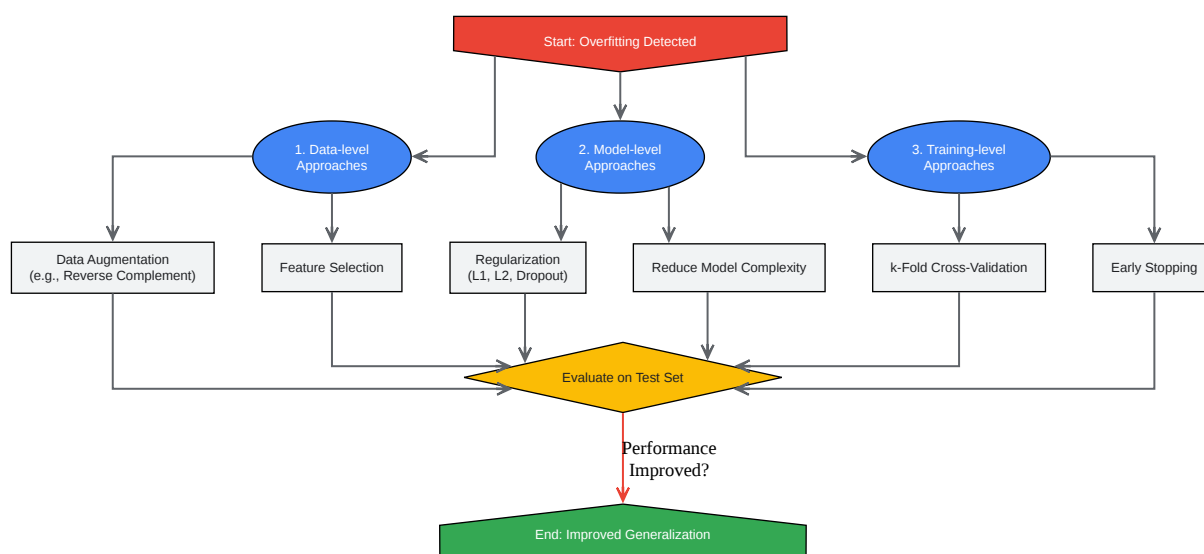 Start: Overfitting Detected
1. Data-level
Approaches
2. Model-level
Approaches
3. Training-level
Approaches
Data Augmentation
(e.g., Reverse Complement)
Feature Selection
Regularization
(L1, L2, Dropout)
Reduce Model Complexity
k-Fold Cross-Validation
Early Stopping
Evaluate on Test Set
Performance
Improved?
End: Improved Generalization